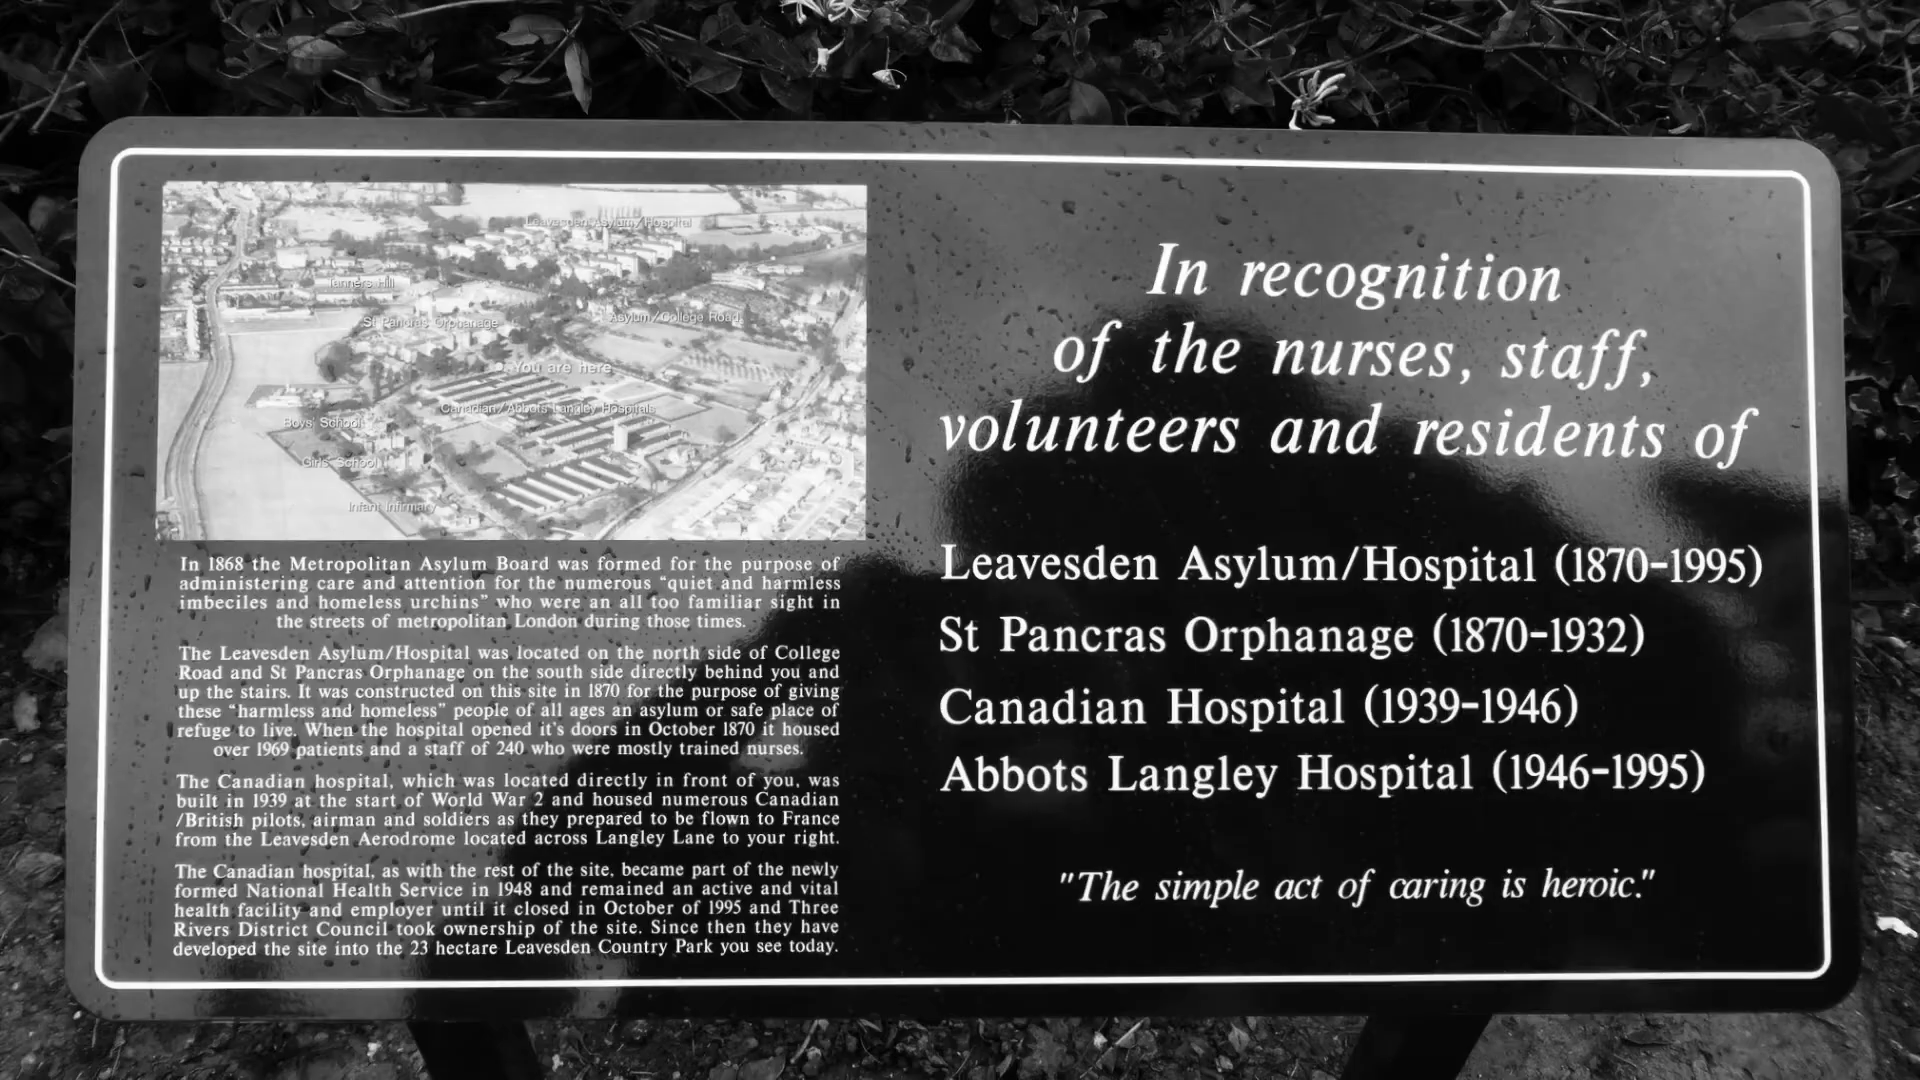 Leavesden Asylum/Hospital
Tanners Hill
St Pancras Orphanage
Asylum/College Road
You are here
Canadian/Abbots Langley Hospitals
Boys School
Girls School
Infant Infirmary
In 1868 the Metropolitan Asylum Board was formed for the purpose of
administering care and attention for the numerous "quiet and harmless
imbeciles and homeless urchins" who were an all too familiar sight in
the streets of metropolitan London during those times.
The Leavesden Asylum/Hospital was located on the north side of College
Road and St Pancras Orphanage on the south side directly behind you and
up the stairs. It was constructed on this site in 1870 for the purpose of giving
these "harmless and homeless" people of all ages an asylum or safe place of
refuge to live. When the hospital opened it's doors in October 1870 it housed
over 1969 patients and a staff of 240 who were mostly trained nurses.
The Canadian hospital, which was located directly in front of you, was
built in 1939 at the start of World War 2 and housed numerous Canadian
/British pilots, airman and soldiers as they prepared to be flown to France
from the Leavesden Aerodrome located across Langley Lane to your right.
The Canadian hospital, as with the rest of the site, became part of the newly
formed National Health Service in 1948 and remained an active and vital
health facility and employer until it closed in October of 1995 and Three
Rivers District Council took ownership of the site. Since then they have
developed the site into the 23 hectare Leavesden Country Park you see today.
In recognition
of the nurses, staff,
volunteers and residents of
Leavesden Asylum/Hospital (1870-1995)
St Pancras Orphanage (1870-1932)
Canadian Hospital (1939-1946)
Abbots Langley Hospital (1946-1995)
"The simple act of caring is heroic."